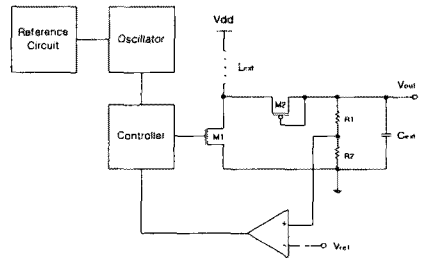 Reference
Circuit
Oscillator
Vdd
Lext
M2
Vout
R1
Controller
M1
Cext
R2
+
-
Vref